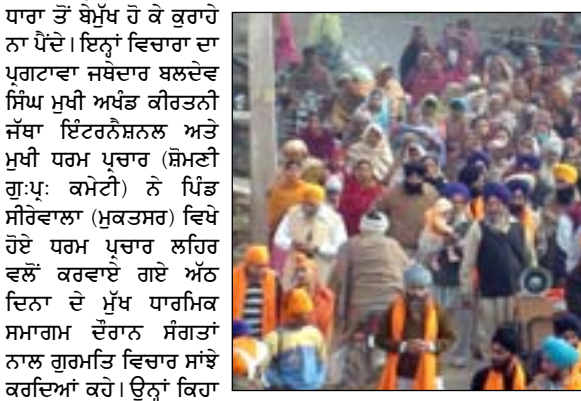 ਧਾਰਾ ਤੋਂ ਬੇਮੁੱਖ ਹੋ ਕੇ ਕੁਰਾਹੇ
ਨਾ ਪੈਂਦੇ। ਇਨ੍ਹਾਂ ਵਿਚਾਰਾ ਦਾ
ਪ੍ਰਗਟਾਵਾ ਜਥੇਦਾਰ ਬਲਦੇਵ
ਸਿੰਘ ਮੁਖੀ ਅਖੰਡ ਕੀਰਤਨੀ
ਜੱਥਾ ਇੰਟਰਨੈਸ਼ਨਲ ਅਤੇ
ਮੁਖੀ ਧਰਮ ਪ੍ਰਚਾਰ (ਸ਼੍ਰੋਮਣੀ
ਗੁ:ਪ੍ਰ: ਕਮੇਟੀ) ਨੇ ਪਿੰਡ
ਸੀਰੇਵਾਲਾ (ਮੁਕਤਸਰ) ਵਿਖੇ
ਹੋਏ ਧਰਮ ਪ੍ਰਚਾਰ ਲਹਿਰ
ਵਲੋਂ ਕਰਵਾਏ ਗਏ ਅੱਠ
ਦਿਨਾ ਦੇ ਮੁੱਖ ਧਾਰਮਿਕ
ਸਮਾਗਮ ਦੌਰਾਨ ਸੰਗਤਾਂ
ਨਾਲ ਗੁਰਮਤਿ ਵਿਚਾਰ ਸਾਂਝੇ
ਕਰਦਿਆਂ ਕਹੇ। ਉਨ੍ਹਾਂ ਕਿਹਾ